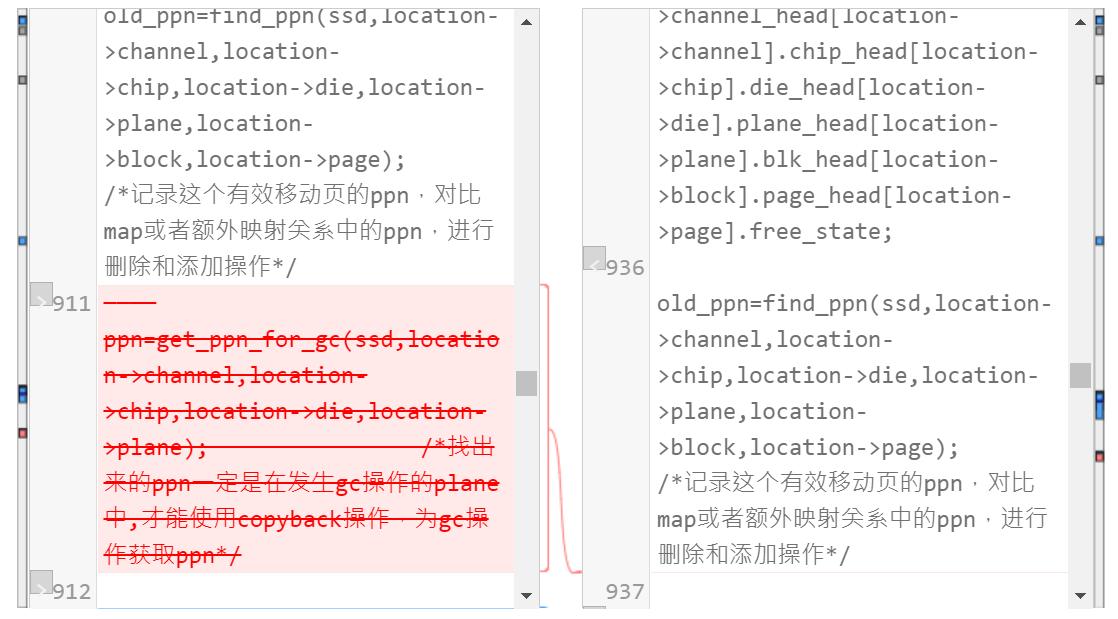 old_ppn=find_ppn(ssd,location-
>channel,location-
>chip,location->die,location-
>plane,location-
>block,location->page);
/*记录这个有效移动页的ppn，对比
map或者额外映射关系中的ppn，进行
删除和添加操作*/
911
ppn=get_ppn_for_gc(ssd,locatio
n->channel,location-
>chip,location->die,location-
>plane); /*找出
来的ppn一定是在发生gc操作的plane
中,才能使用copyback操作，为gc操
作获取ppn*/
912
>channel_head[location-
>channel].chip_head[location-
>chip].die_head[location-
>die].plane_head[location-
>plane].blk_head[location-
>block].page_head[location-
>page].free_state;
936
old_ppn=find_ppn(ssd,location-
>channel,location-
>chip,location->die,location-
>plane,location-
>block,location->page);
/*记录这个有效移动页的ppn，对比
map或者额外映射关系中的ppn，进行
删除和添加操作*/
937